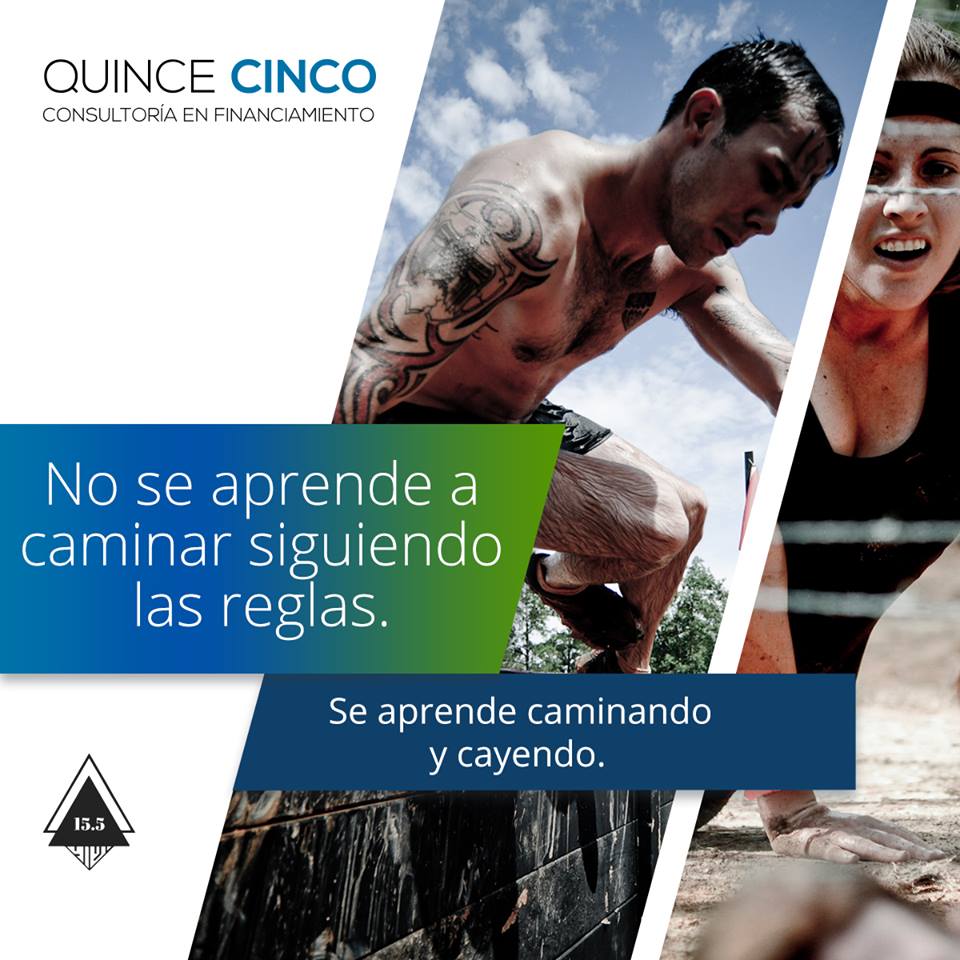 QUINCE CINCO
CONSULTORÍA EN FINANCIAMIENTO
No se aprende a
caminar siguiendo
las reglas.
Se aprende caminando
y cayendo.
15.5